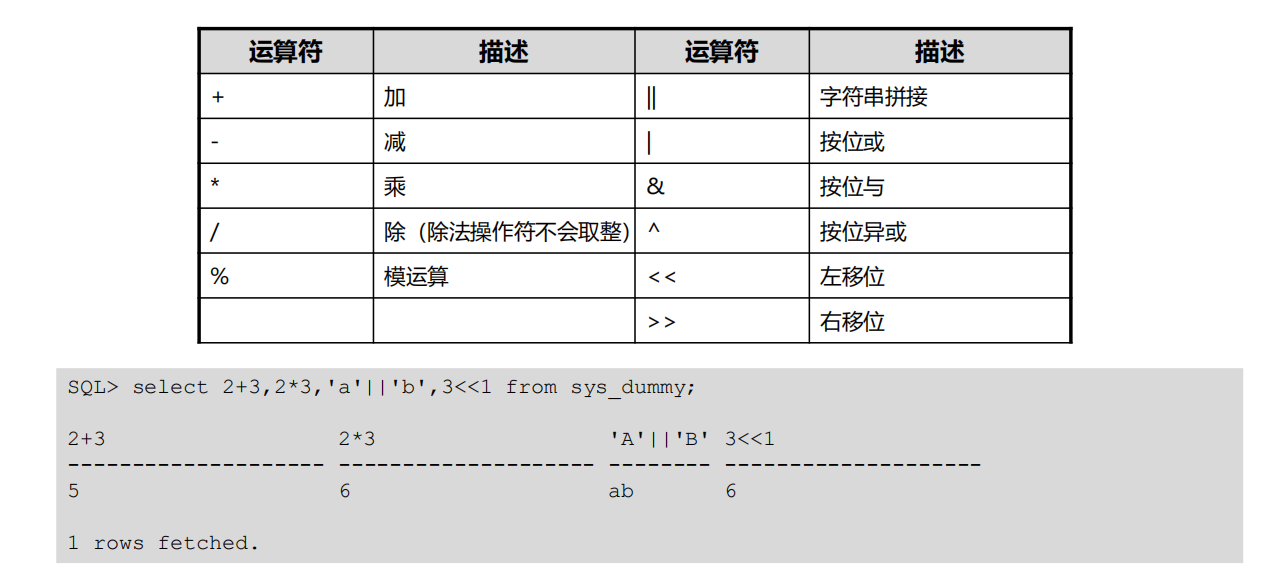 运算符 描述 运算符 描述
+ 加 || 字符串拼接
- 减 | 按位或
* 乘 & 按位与
/ 除（除法操作符不会取整） ^ 按位异或
% 模运算 << 左移位
>> 右移位
SQL> select 2+3,2*3,'a'||'b',3<<1 from sys_dummy;
2+3 2*3 'A'||'B' 3<<1
-------------------- -------------------- -------- --------------------
5 6 ab 6
1 rows fetched.